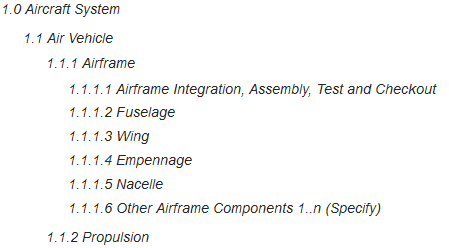 1.0 Aircraft System
1.1 Air Vehicle
1.1.1 Airframe
1.1.1.1 Airframe Integration, Assembly, Test and Checkout
1.1.1.2 Fuselage
1.1.1.3 Wing
1.1.1.4 Empennage
1.1.1.5 Nacelle
1.1.1.6 Other Airframe Components 1..n (Specify)
1.1.2 Propulsion